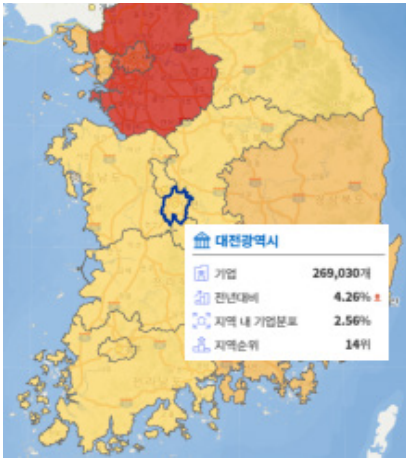 대전광역시
기업 269,030개
전년대비 4.26%
지역 내 기업분포 2.56%
지역순위 14위